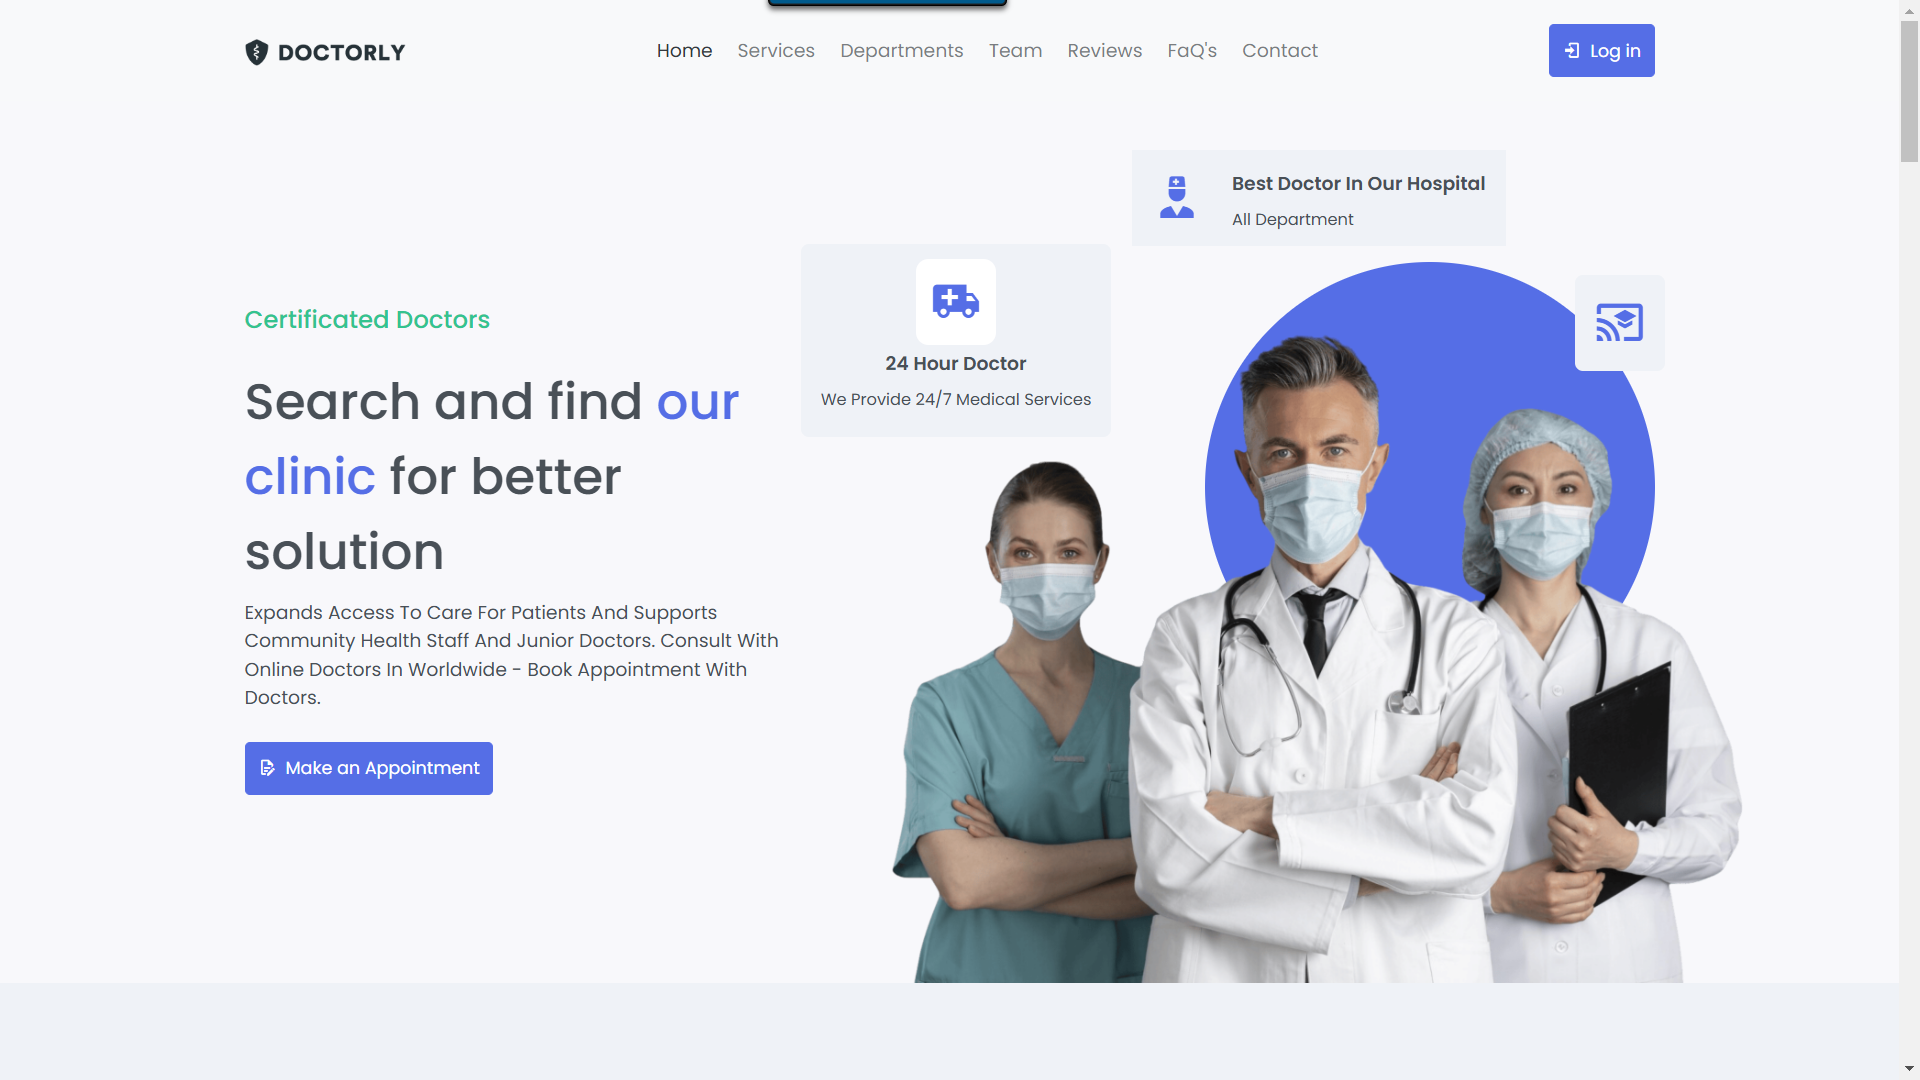 DOCTORLY
Home
Services
Departments
Team
Reviews
FaQ's
Contact
Log in
Best Doctor In Our Hospital
All Department
24 Hour Doctor
We Provide 24/7 Medical Services
Certificated Doctors
Search and find our
clinic for better
solution
Expands Access To Care For Patients And Supports
Community Health Staff And Junior Doctors. Consult With
Online Doctors In Worldwide - Book Appointment With
Doctors.
Make an Appointment